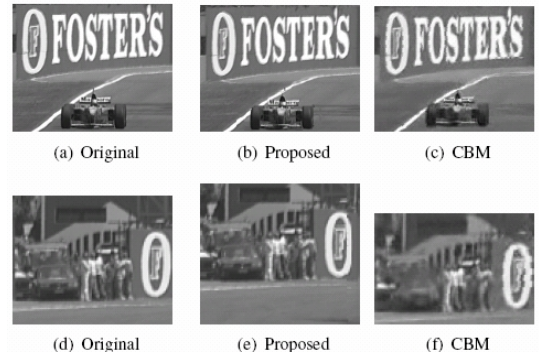 F FOSTER'S
F FOSTER'S
F FOSTER'S
(a) Original
(b) Proposed
(c) CBM
F
F
F
(d) Original
(e) Proposed
(f) CBM